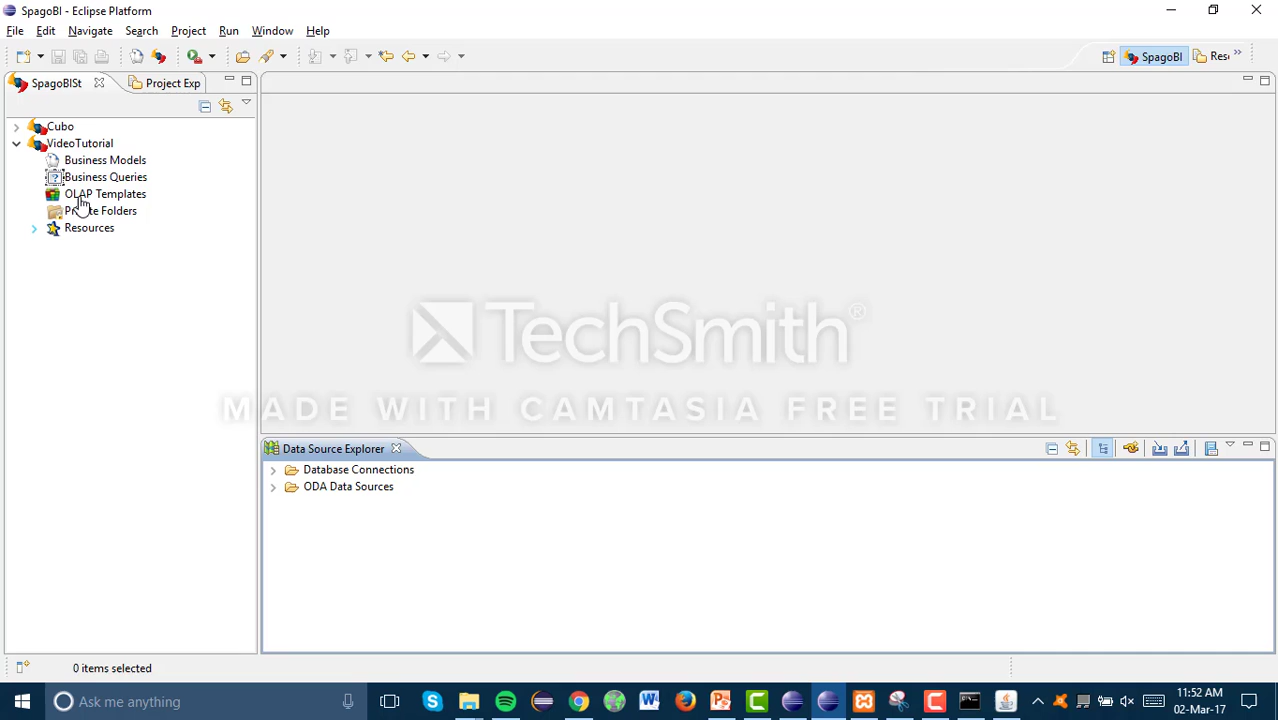 SpagoBI - Eclipse Platform
File Edit Navigate Search Project Run Window Help
SpagoBI
Res
SpagoBISt
Project Exp
Cubo
VideoTutorial
Business Models
Business Queries
OLAP Templates
Folders
Resources
TechSmith®
MADE WITH CAMTASIA FREE TRIAL
Data Source Explorer
Database Connections
ODA Data Sources
0 items selected
Ask me anything
11:52 AM
02-Mar-17